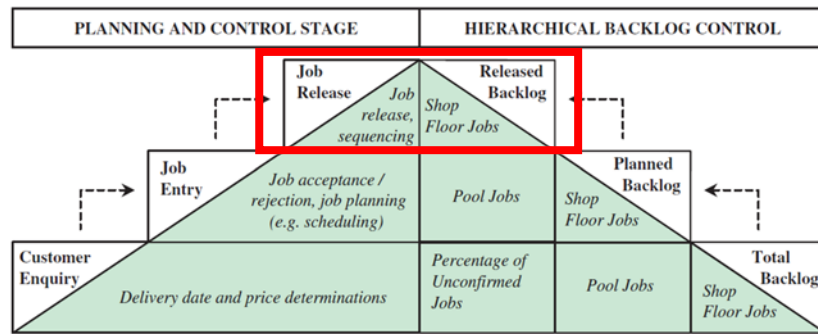 PLANNING AND CONTROL STAGE
HIERARCHICAL BACKLOG CONTROL
Job
Release
Job
release,
sequencing
Shop
Floor Jobs
Released
Backlog
Job
Entry
Job acceptance /
rejection, job planning
(e.g. scheduling)
Pool Jobs
Shop
Floor Jobs
Planned
Backlog
Customer
Enquiry
Delivery date and price determinations
Percentage of
Unconfirmed
Jobs
Pool Jobs
Shop
Floor Jobs
Total
Backlog